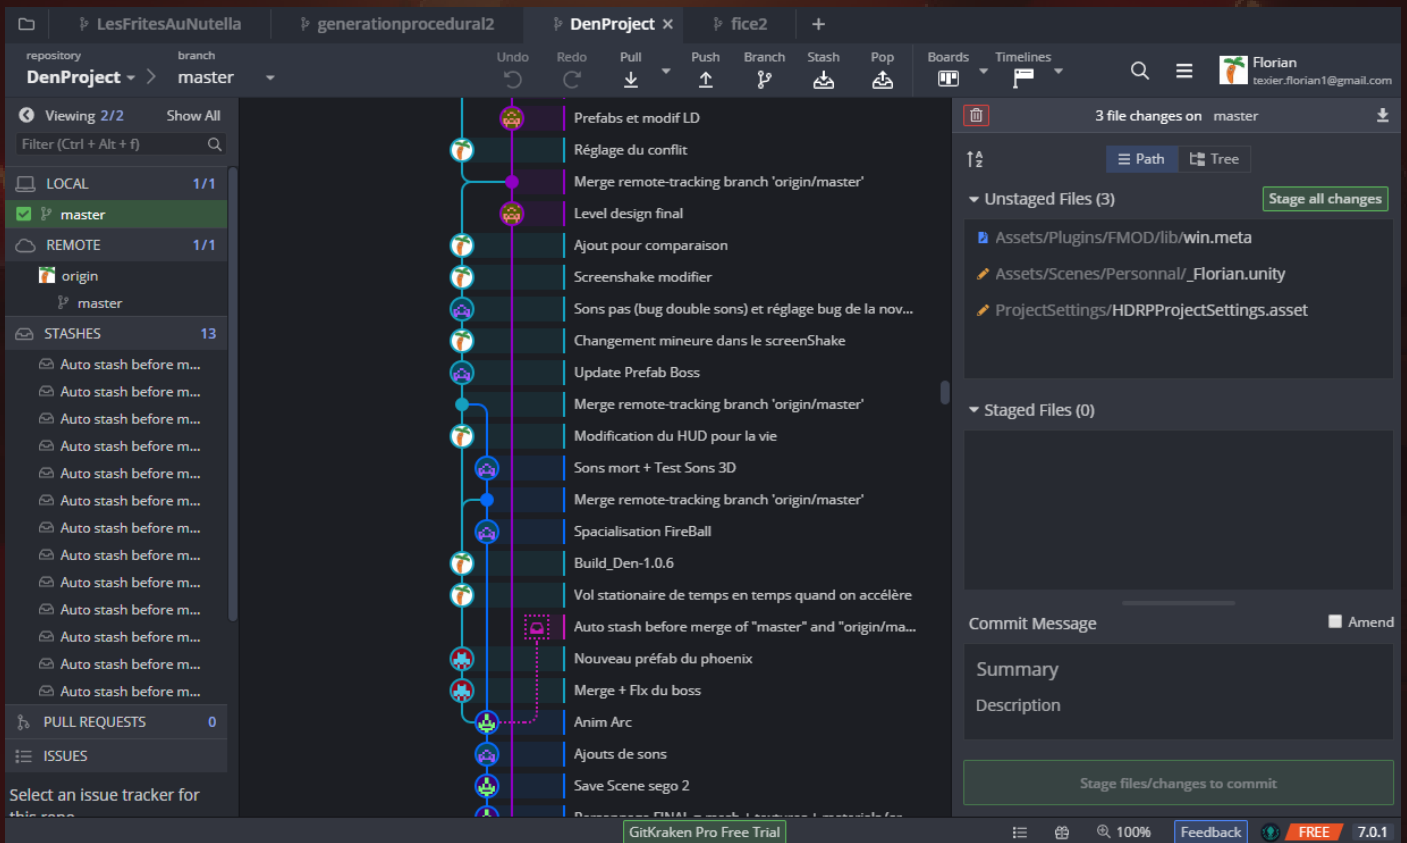 LesFritesAuNutella
generationprocedural2
DenProject
fice2
repository
DenProject
branch
master
Undo
Redo
Pull
Push
Branch
Stash
Pop
Boards
Timelines
Florian
texier.florian1@gmail.com
Viewing 2/2
Show All
Filter (Ctrl + Alt + f)
LOCAL 1/1
master
REMOTE 1/1
origin
master
STASHES 13
Auto stash before m...
Auto stash before m...
Auto stash before m...
Auto stash before m...
Auto stash before m...
Auto stash before m...
Auto stash before m...
Auto stash before m...
Auto stash before m...
Auto stash before m...
Auto stash before m...
Auto stash before m...
Auto stash before m...
PULL REQUESTS 0
ISSUES
Select an issue tracker for
this repo
Prefabs et modif LD
Réglage du conflit
Merge remote-tracking branch 'origin/master'
Level design final
Ajout pour comparaison
Screenshake modifier
Sons pas (bug double sons) et réglage bug de la nov...
Changement mineure dans le screenShake
Update Prefab Boss
Merge remote-tracking branch 'origin/master'
Modification du HUD pour la vie
Sons mort + Test Sons 3D
Merge remote-tracking branch 'origin/master'
Spacialisation FireBall
Build_Den-1.0.6
Vol stationaire de temps en temps quand on accélère
Auto stash before merge of "master" and "origin/ma...
Nouveau préfab du phoenix
Merge + FIx du boss
Anim Arc
Ajouts de sons
Save Scene sego 2
3 file changes on master
Path
Tree
Unstaged Files (3)
Stage all changes
Assets/Plugins/FMOD/lib/win.meta
Assets/Scenes/Personnal/_Florian.unity
ProjectSettings/HDRPProjectSettings.asset
Staged Files (0)
Commit Message
Amend
Summary
Description
Stage files/changes to commit
GitKraken Pro Free Trial
100%
Feedback
FREE
7.0.1